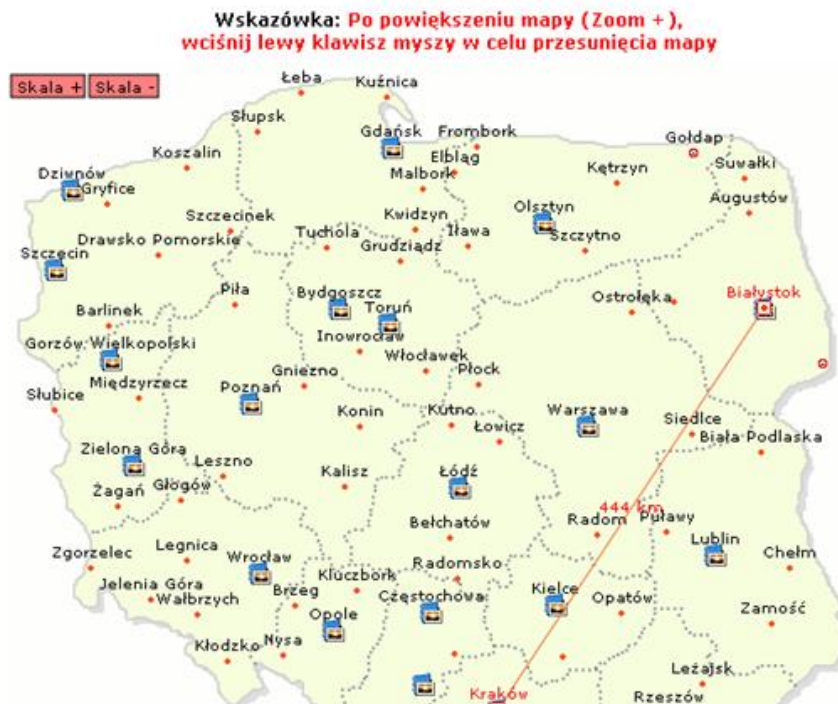 Wskazówka: Po powiększeniu mapy (Zoom +),
wciśnij lewy klawisz myszy w celu przesunięcia mapy
Skala +
Skala -
Łeba
Kuźnica
Słupsk
Gdańsk
Frombork
Gołdap
Koszalin
Elbląg
Suwałki
Dziwnów
Malbork
Kętrzyn
Gryfice
Augustów
Szczecinek
Kwidzyn
Olsztyn
Drawsko Pomorskie
Tuchola
Iława
Szczytno
Szczecin
Grudziądz
Piła
Bydgoszcz
Ostrołęka
Białystok
Barlinek
Toruń
Inowrocław
Gorzów Wielkopolski
Włocławek
Gniezno
Płock
Międzyrzecz
Poznań
Słubice
Konin
Kutno
Warszawa
Siedlce
Łowicz
Biała Podlaska
Zielona Góra
Leszno
Kalisz
Łódź
Żagań
Głogów
444 km
Bełchatów
Radom
Puławy
Lublin
Zgorzelec
Legnica
Wrocław
Radomsko
Chełm
Jelenia Góra
Brzeg
Kluczbork
Częstochowa
Kielce
Opatów
Wałbrzych
Opole
Zamość
Kłodzko
Nysa
Leżajsk
Kraków
Rzeszów